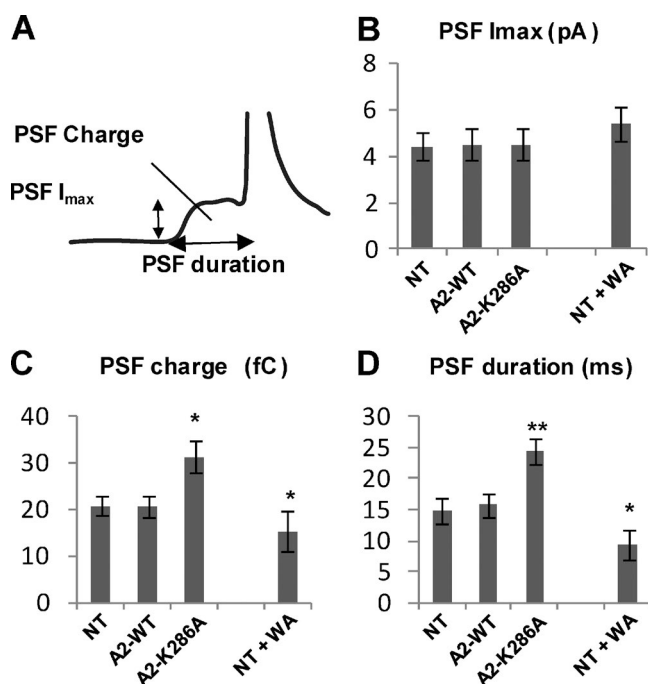 A
PSF Charge
PSF Imax
PSF duration
B
PSF Imax (pA)
8
6
4
2
0
NT
A2-WT
A2-K286A
NT + WA
C
PSF charge (fC)
40
30
20
10
0
*
*
NT
A2-WT
A2-K286A
NT + WA
D
PSF duration (ms)
30
25
20
15
10
5
0
**
*
NT
A2-WT
A2-K286A
NT + WA